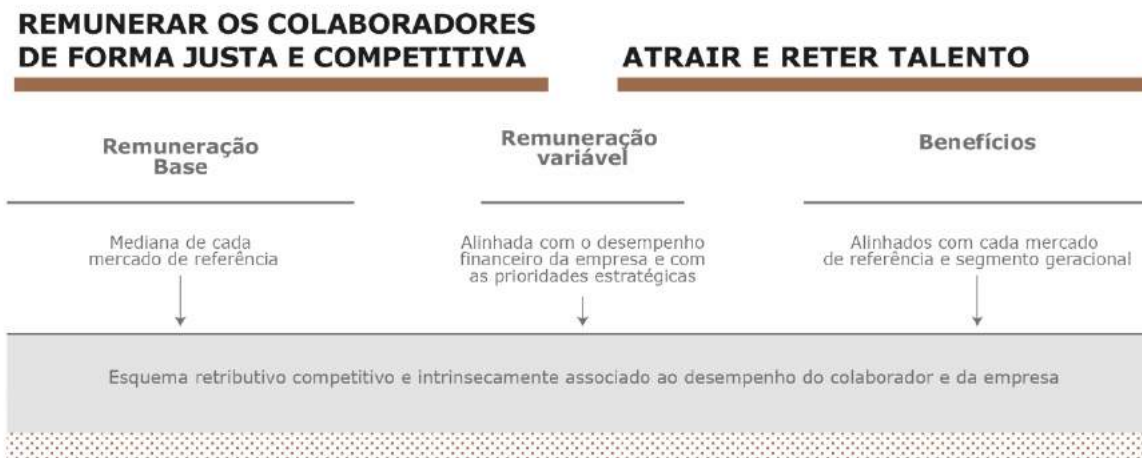 REMUNERAR OS COLABORADORES
DE FORMA JUSTA E COMPETITIVA
ATRAIR E RETER TALENTO
Remuneração
Base
Remuneração
variável
Benefícios
Mediana de cada
mercado de referência
Alinhada com o desempenho
financeiro da empresa e com
as prioridades estratégicas
Alinhados com cada mercado
de referência e segmento geracional
Esquema retributivo competitivo e intrinsecamente associado ao desempenho do colaborador e da empresa